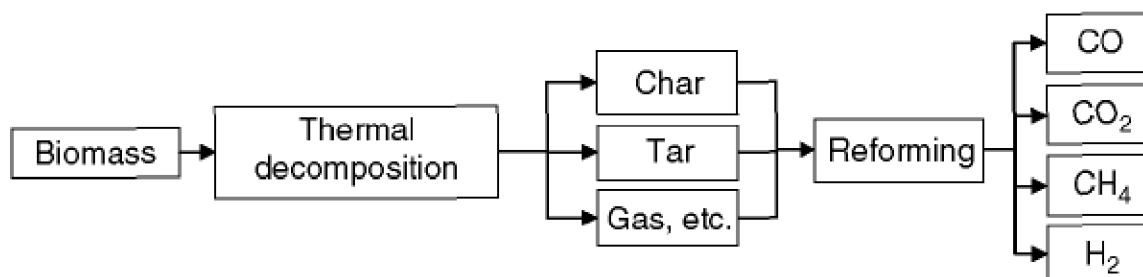 Biomass
Thermal
decomposition
Char
Tar
Gas, etc.
Reforming
CO
CO₂
CH₄
H₂